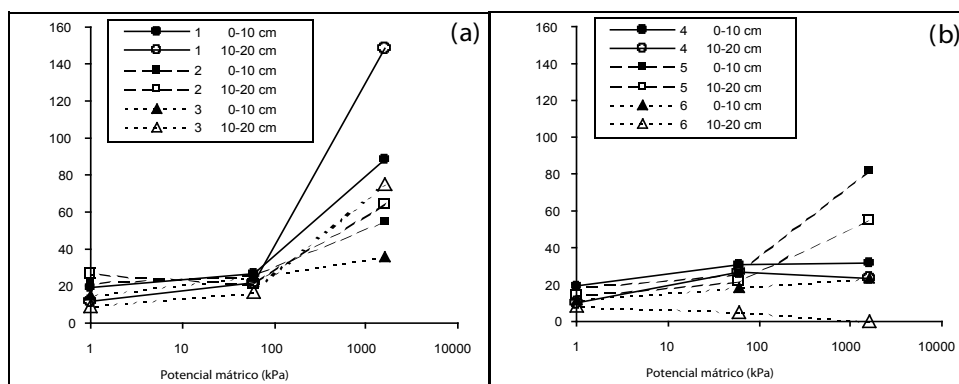 (a)
1 0-10 cm
1 10-20 cm
2 0-10 cm
2 10-20 cm
3 0-10 cm
3 10-20 cm
160
140
120
100
80
60
40
20
0
1 10 100 1000 10000
Potencial mátrico (kPa)
(b)
4 0-10 cm
4 10-20 cm
5 0-10 cm
5 10-20 cm
6 0-10 cm
6 10-20 cm
160
140
120
100
80
60
40
20
0
1 10 100 1000 10000
Potencial mátrico (kPa)